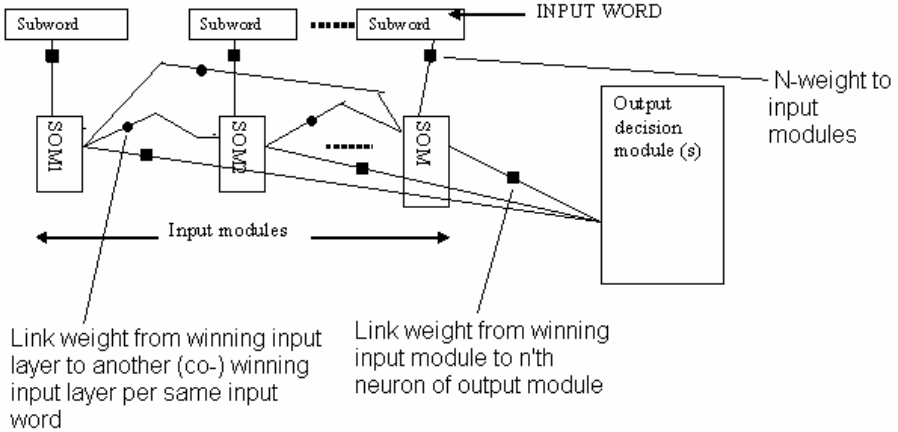 INPUT WORD
Subword
Subword
Subword
N-weight to
input
modules
Output
decision
module (s)
SOM1
SOM2
SOM
Input modules
Link weight from winning input
layer to another (co-) winning
input layer per same input
word
Link weight from winning
input module to n'th
neuron of output module